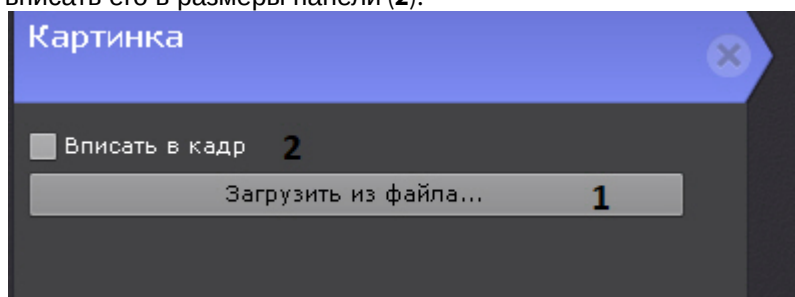 вписать его в размеры панели (2).
Картинка
Вписать в кадр 2
Загрузить из файла... 1